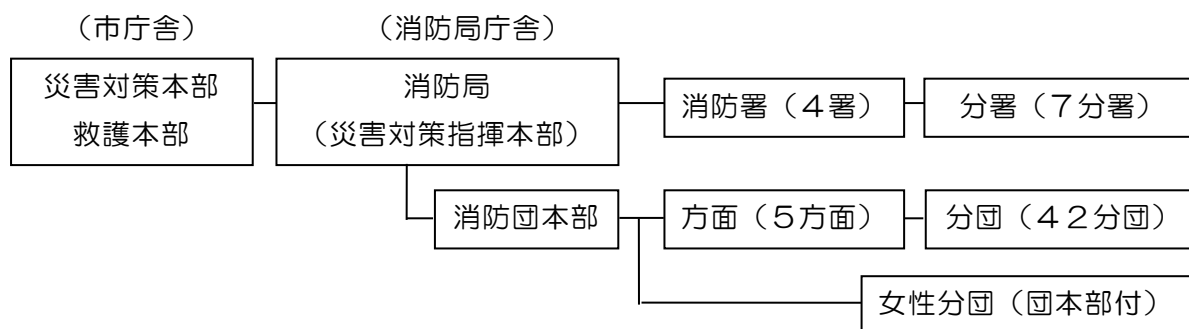 （市庁舎）
（消防局庁舎）
災害対策本部
救護本部
消防局
（災害対策指揮本部）
消防署（４署）
分署（７分署）
消防団本部
方面（５方面）
分団（４２分団）
女性分団（団本部付）